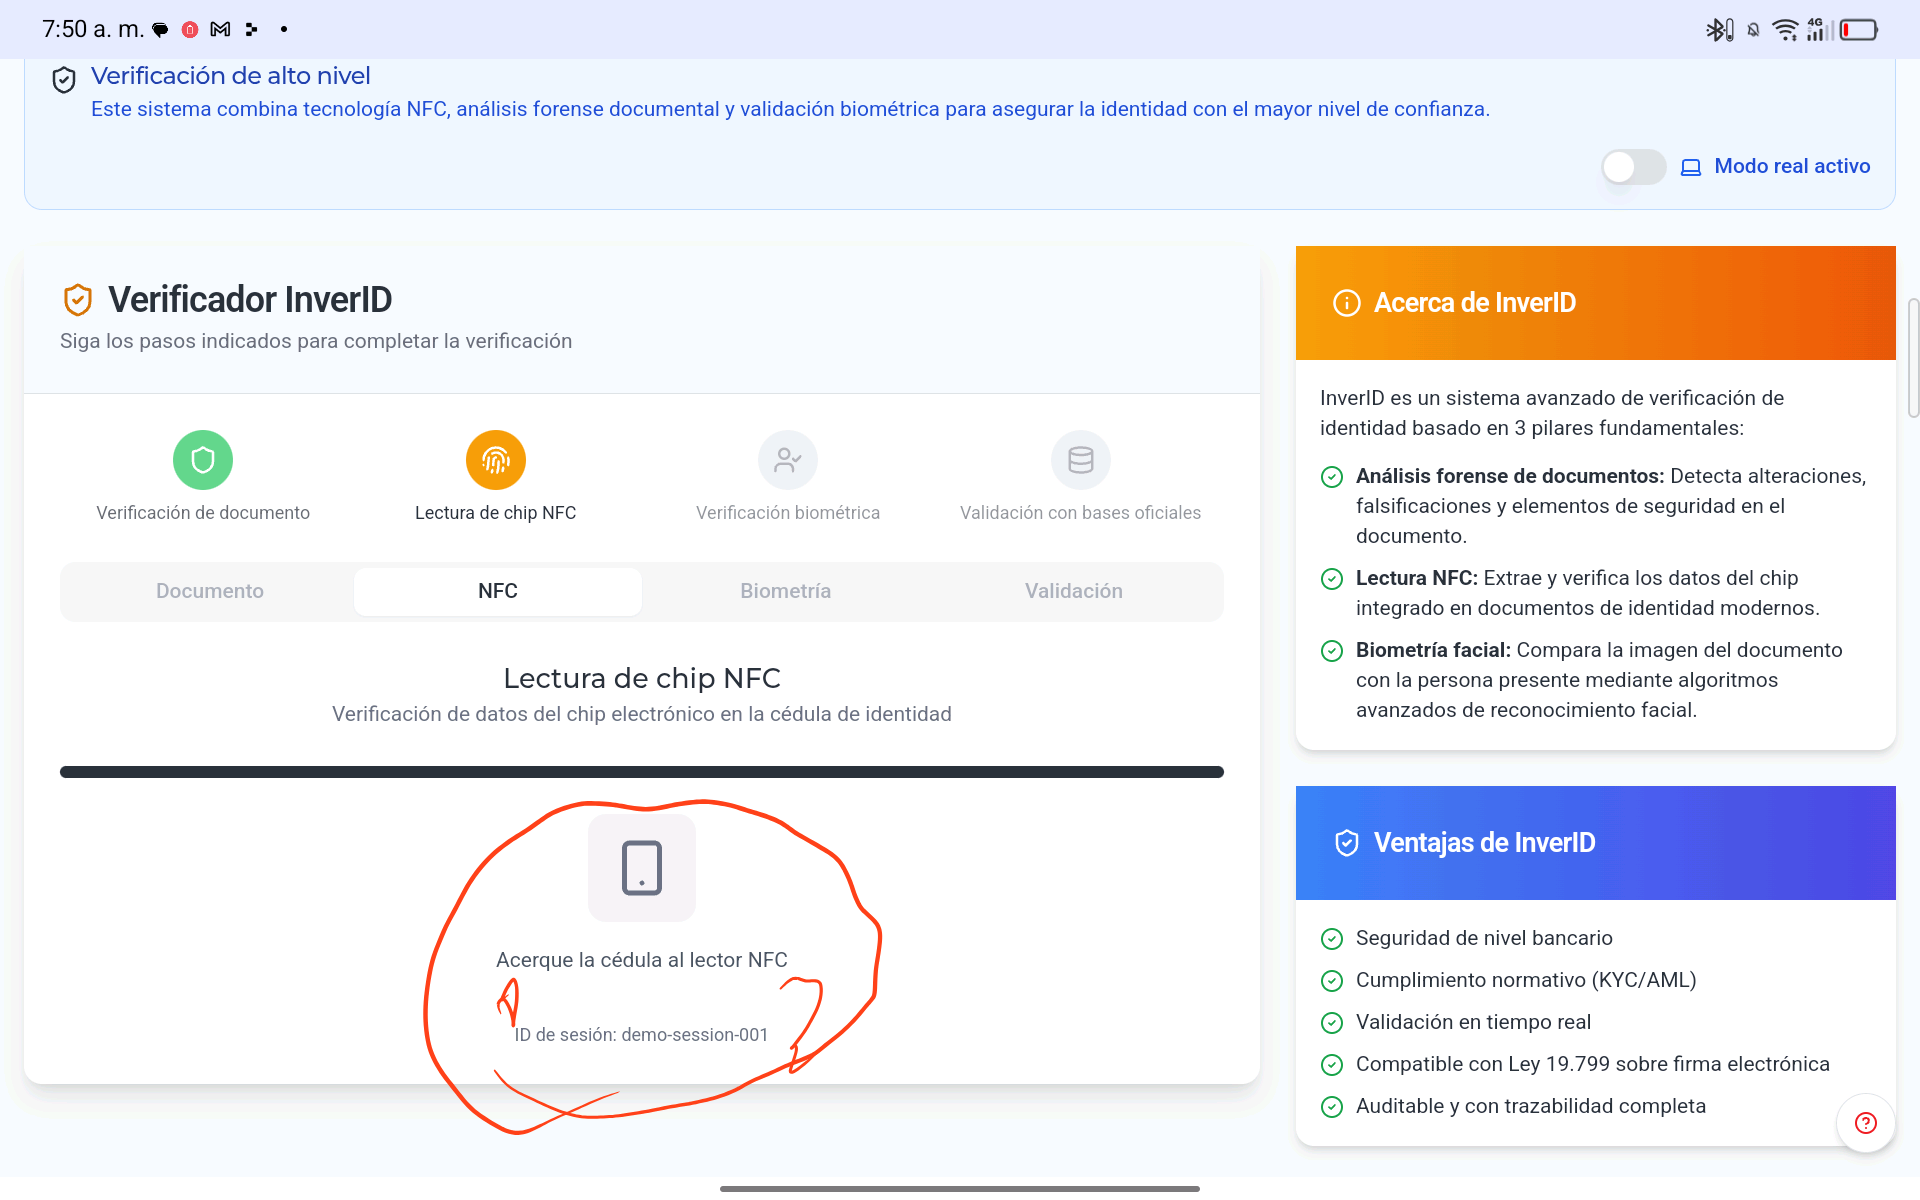 7:50 a. m.
4G
Verificación de alto nivel
Este sistema combina tecnología NFC, análisis forense documental y validación biométrica para asegurar la identidad con el mayor nivel de confianza.
Modo real activo
Verificador InverID
Siga los pasos indicados para completar la verificación
Verificación de documento
Lectura de chip NFC
Verificación biométrica
Validación con bases oficiales
Documento
NFC
Biometría
Validación
Lectura de chip NFC
Verificación de datos del chip electrónico en la cédula de identidad
Acerque la cédula al lector NFC
ID de sesión: demo-session-001
Acerca de InverID
InverID es un sistema avanzado de verificación de
identidad basado en 3 pilares fundamentales:
Análisis forense de documentos: Detecta alteraciones,
falsificaciones y elementos de seguridad en el
documento.
Lectura NFC: Extrae y verifica los datos del chip
integrado en documentos de identidad modernos.
Biometría facial: Compara la imagen del documento
con la persona presente mediante algoritmos
avanzados de reconocimiento facial.
Ventajas de InverID
Seguridad de nivel bancario
Cumplimiento normativo (KYC/AML)
Validación en tiempo real
Compatible con Ley 19.799 sobre firma electrónica
Auditable y con trazabilidad completa